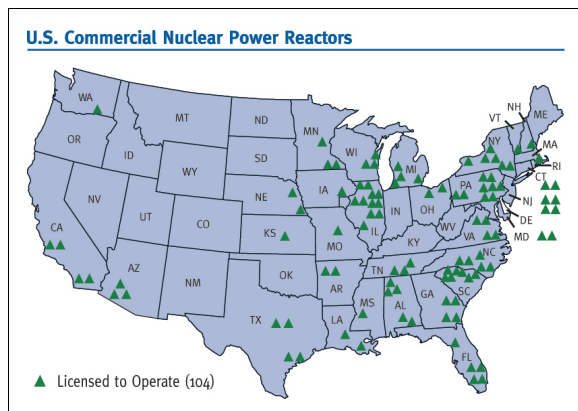 U.S. Commercial Nuclear Power Reactors
WA
MT
ND
MN
VT
NH
ME
OR
ID
SD
WI
NY
MA
WY
MI
RI
CT
NV
NE
IA
PA
NJ
UT
CO
IL
IN
OH
DE
CA
KS
MO
WV
VA
MD
KY
AZ
NM
OK
AR
TN
NC
SC
TX
LA
MS
AL
GA
FL
Licensed to Operate (104)